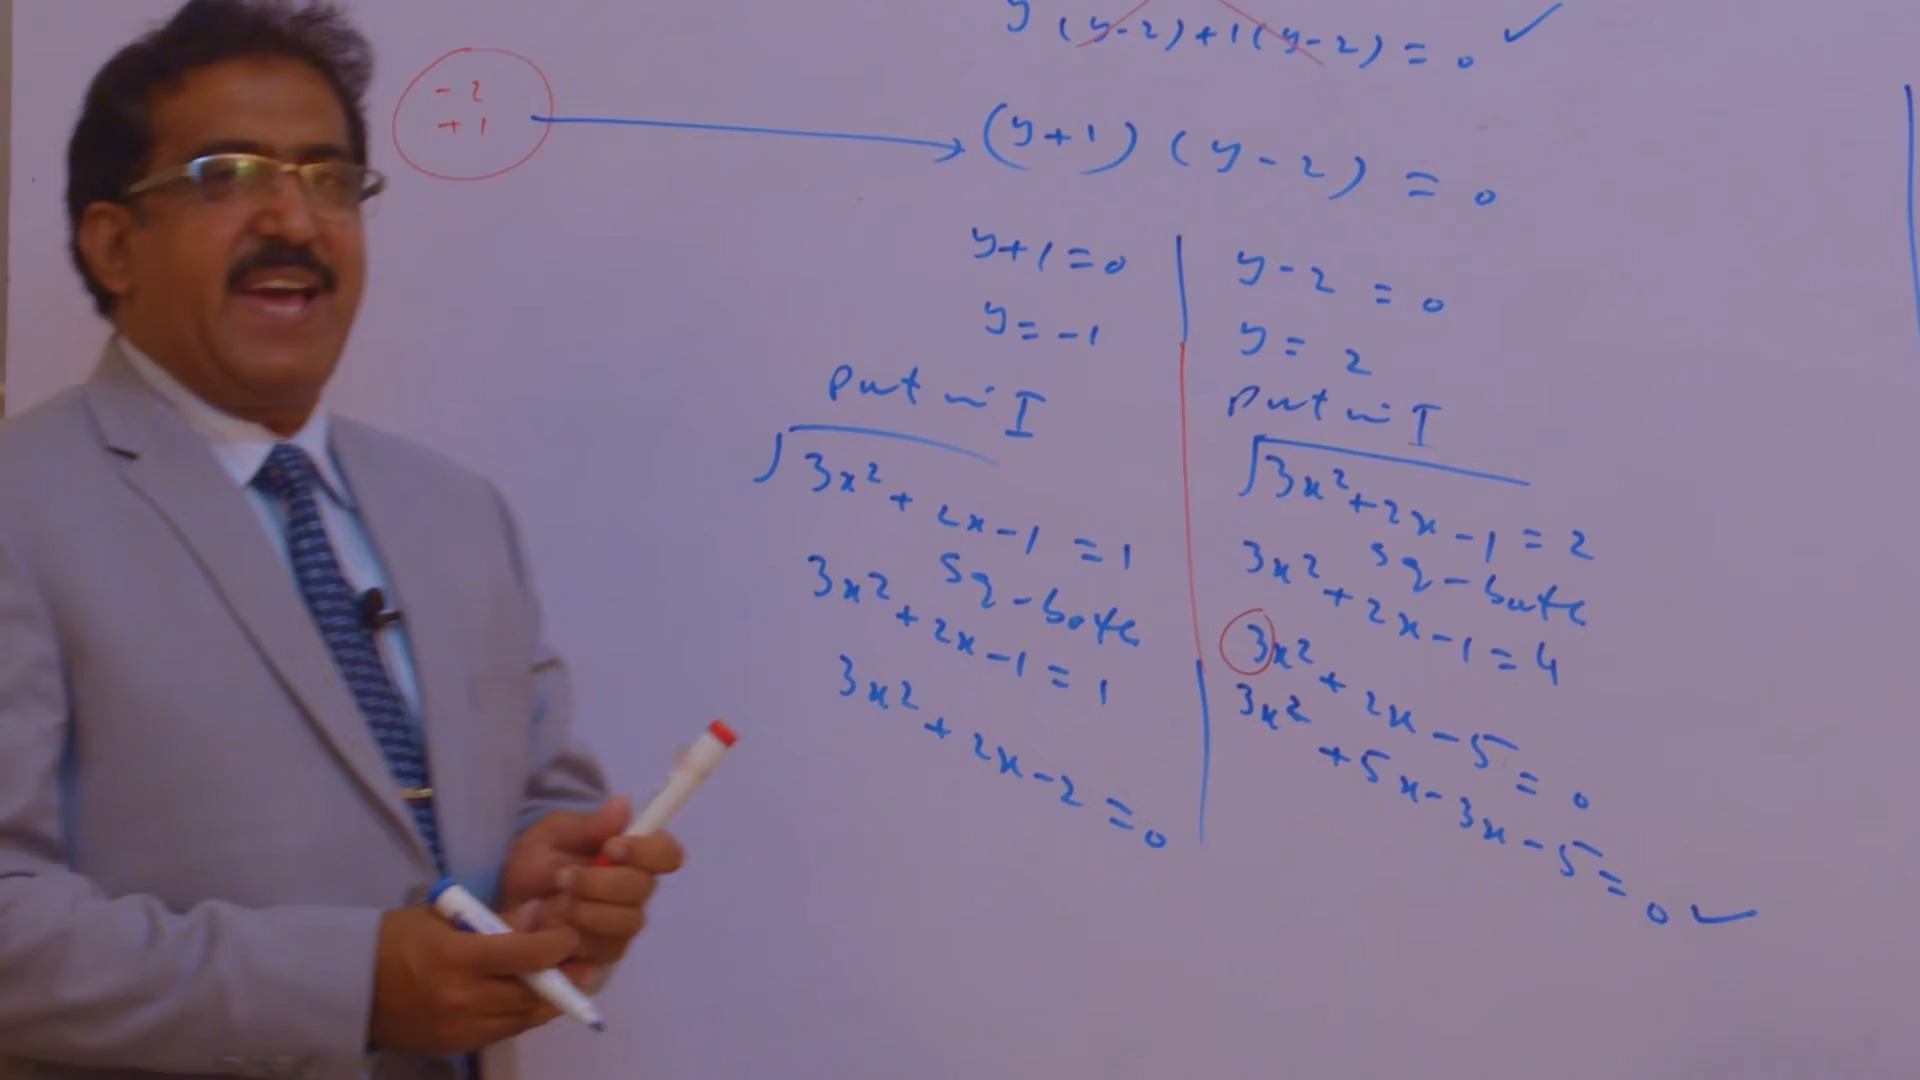 y (y-2)+1(y-2) = 0 ✓
-2
+1
(y+1) (y-2) = 0
y+1=0
y=-1
put in I
√3x²+2x-1 = 1
sq-bote
3x²+2x-1 = 1
3x²+2x-2 = 0
y-2 = 0
y= 2
put in I
√3x²+2x-1 = 2
sq-bote
3x²+2x-1=4
3x²+2x-5=0
3x²+5x-3x-5=0 ✓